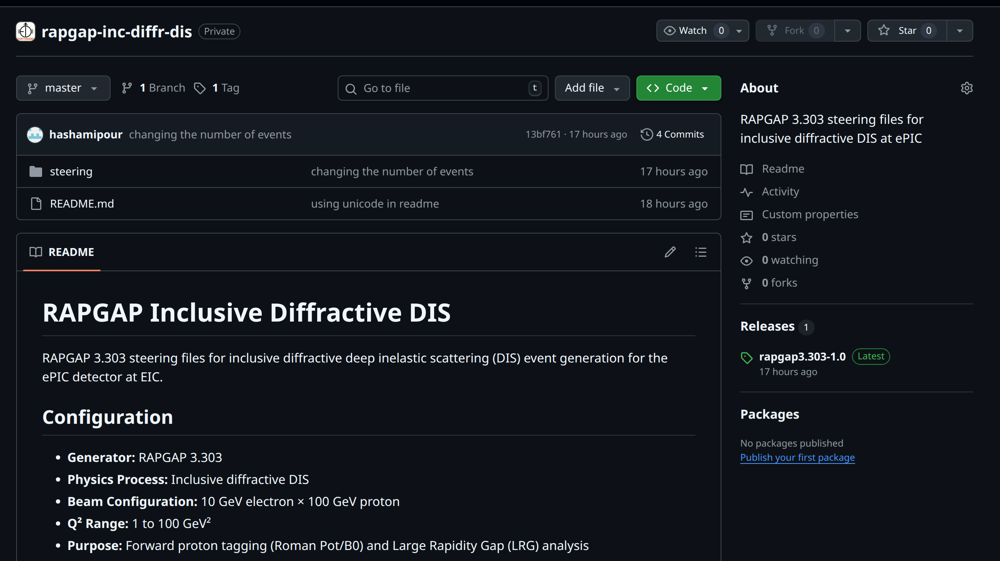 rapgap-inc-diffr-dis Private
Watch 0
Fork 0
Star 0
master
1 Branch
1 Tag
Go to file t
Add file
Code
hashamipour changing the number of events 13bf761 · 17 hours ago 4 Commits
steering changing the number of events 17 hours ago
README.md using unicode in readme 18 hours ago
README
RAPGAP Inclusive Diffractive DIS
RAPGAP 3.303 steering files for inclusive diffractive deep inelastic scattering (DIS) event generation for the
ePIC detector at EIC.
Configuration
• Generator: RAPGAP 3.303
• Physics Process: Inclusive diffractive DIS
• Beam Configuration: 10 GeV electron × 100 GeV proton
• Q² Range: 1 to 100 GeV²
• Purpose: Forward proton tagging (Roman Pot/B0) and Large Rapidity Gap (LRG) analysis
About
RAPGAP 3.303 steering files for
inclusive diffractive DIS at ePIC
Readme
Activity
Custom properties
0 stars
0 watching
0 forks
Releases 1
rapgap3.303-1.0 Latest
17 hours ago
Packages
No packages published
Publish your first package
SOFTWARE